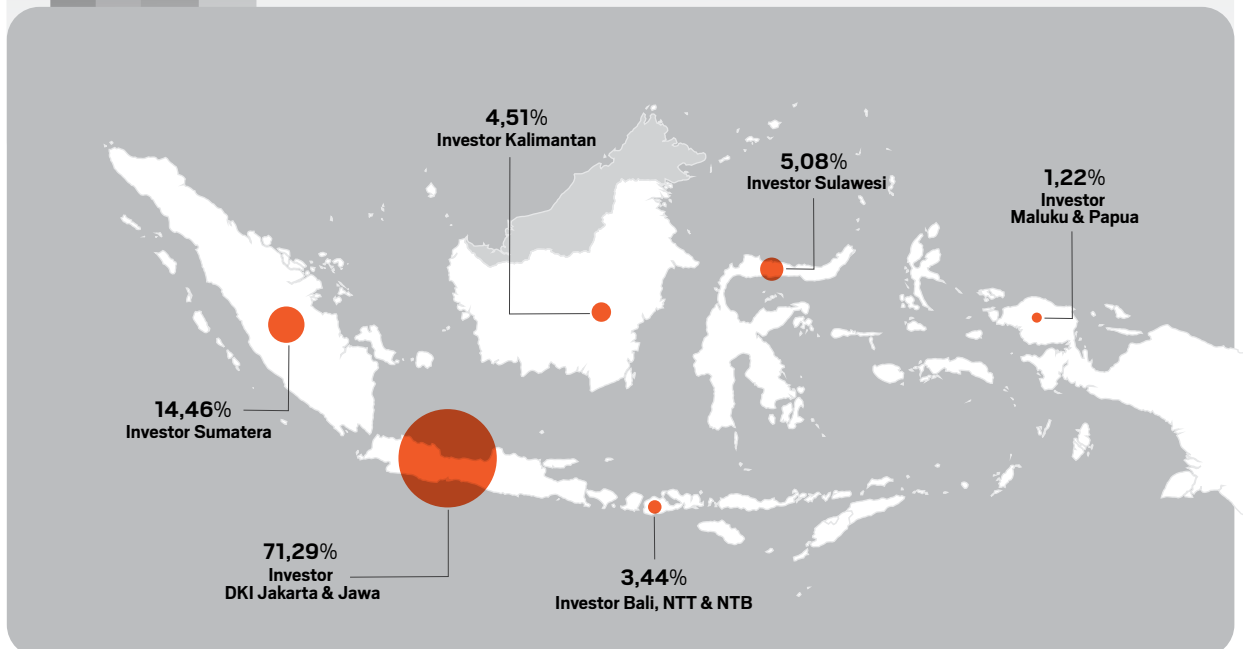 4,51%
Investor Kalimantan
5,08%
Investor Sulawesi
1,22%
Investor
Maluku & Papua
14,46%
Investor Sumatera
71,29%
Investor
DKI Jakarta & Jawa
3,44%
Investor Bali, NTT & NTB